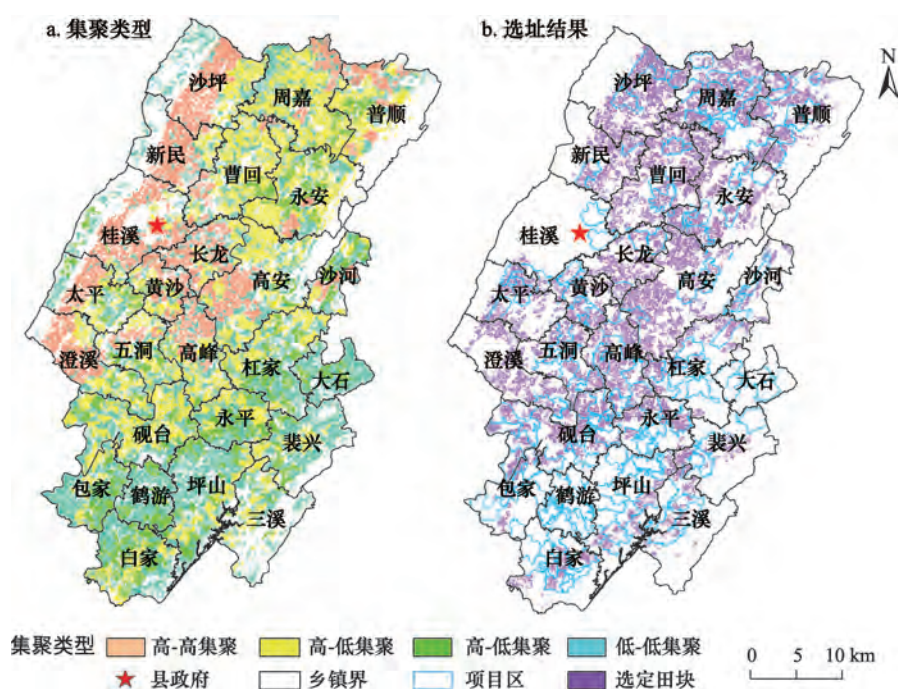 a. 集聚类型
b. 选址结果
N
沙坪
周嘉
普顺
新民
曹回
永安
桂溪
长龙
高安
沙河
太平
黄沙
澄溪
五洞
高峰
杠家
大石
砚台
永平
裴兴
包家
鹤游
坪山
三溪
白家
沙坪
周嘉
普顺
新民
曹回
永安
桂溪
长龙
高安
沙河
太平
黄沙
澄溪
五洞
高峰
杠家
大石
砚台
永平
裴兴
包家
鹤游
坪山
三溪
白家
集聚类型 高-高集聚 高-低集聚 高-低集聚 低-低集聚
县政府 乡镇界 项目区 选定田块
0 5 10 km